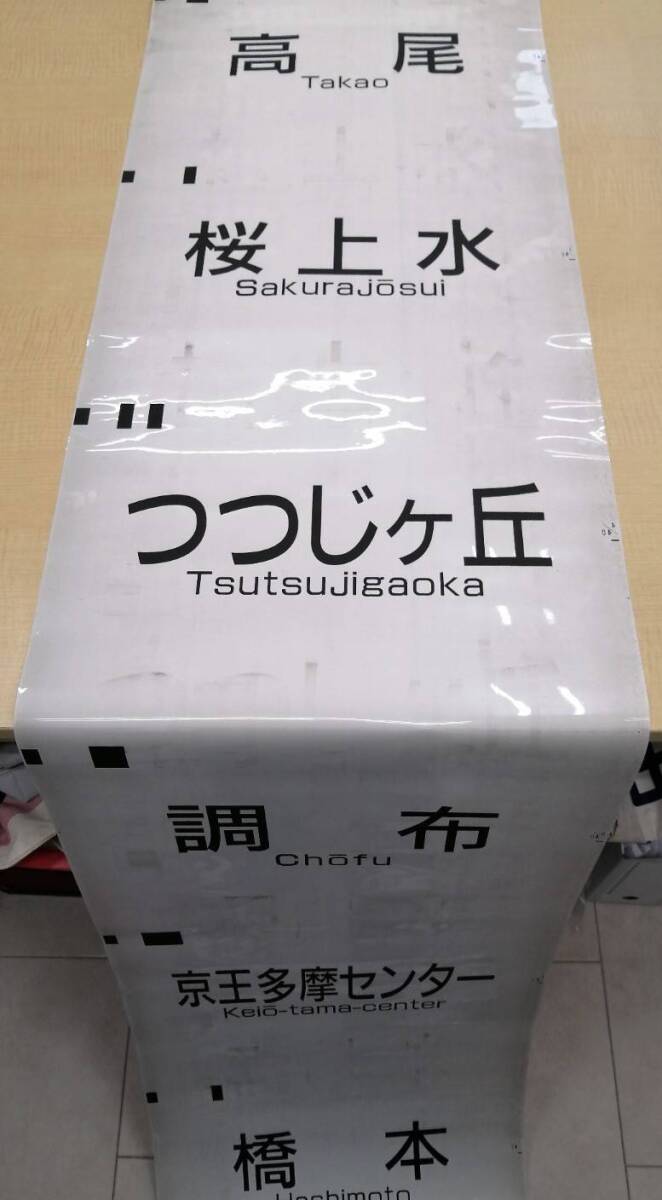 高尾
Takao
桜上水
Sakurajōsui
つつじヶ丘
Tsutsujigaoka
調布
Chōfu
京王多摩センター
Keiō-tama-center
橋本
Hashimoto